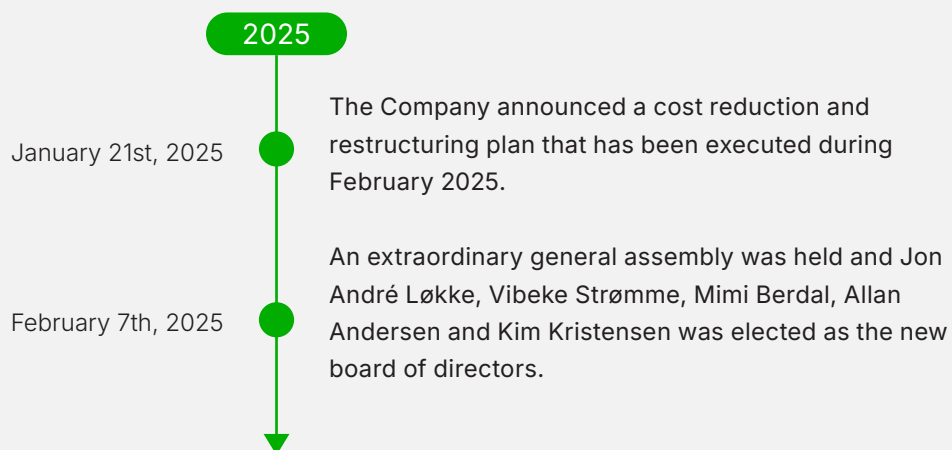 2025
January 21st, 2025
The Company announced a cost reduction and
restructuring plan that has been executed during
February 2025.
February 7th, 2025
An extraordinary general assembly was held and Jon
André Løkke, Vibeke Strømme, Mimi Berdal, Allan
Andersen and Kim Kristensen was elected as the new
board of directors.